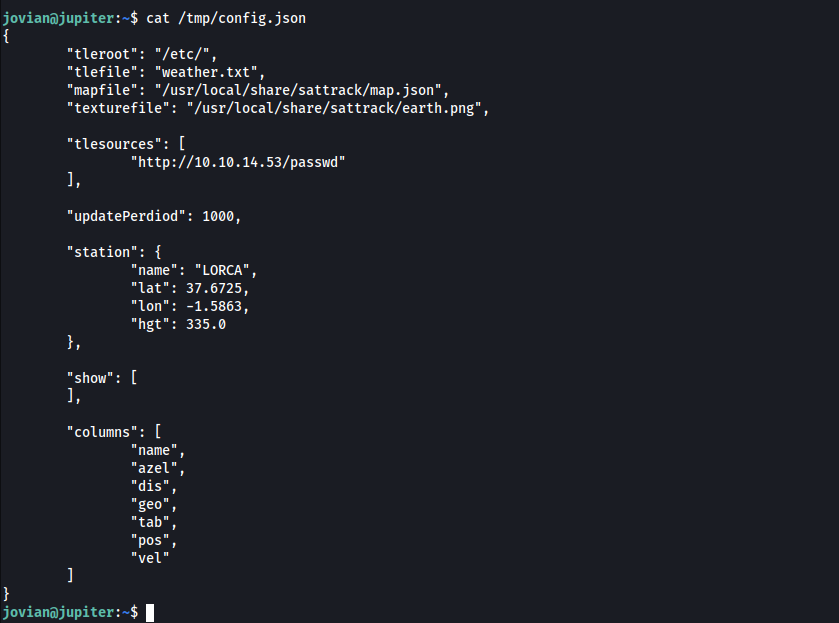 jovian@jupiter:~$ cat /tmp/config.json
{
        "tleroot": "/etc/",
        "tlefile": "weather.txt",
        "mapfile": "/usr/local/share/sattrack/map.json",
        "texturefile": "/usr/local/share/sattrack/earth.png",

        "tlesources": [
                "http://10.10.14.53/passwd"
        ],

        "updatePerdiod": 1000,

        "station": {
                "name": "LORCA",
                "lat": 37.6725,
                "lon": -1.5863,
                "hgt": 335.0
        },

        "show": [
        ],

        "columns": [
                "name",
                "azel",
                "dis",
                "geo",
                "tab",
                "pos",
                "vel"
        ]
}
jovian@jupiter:~$